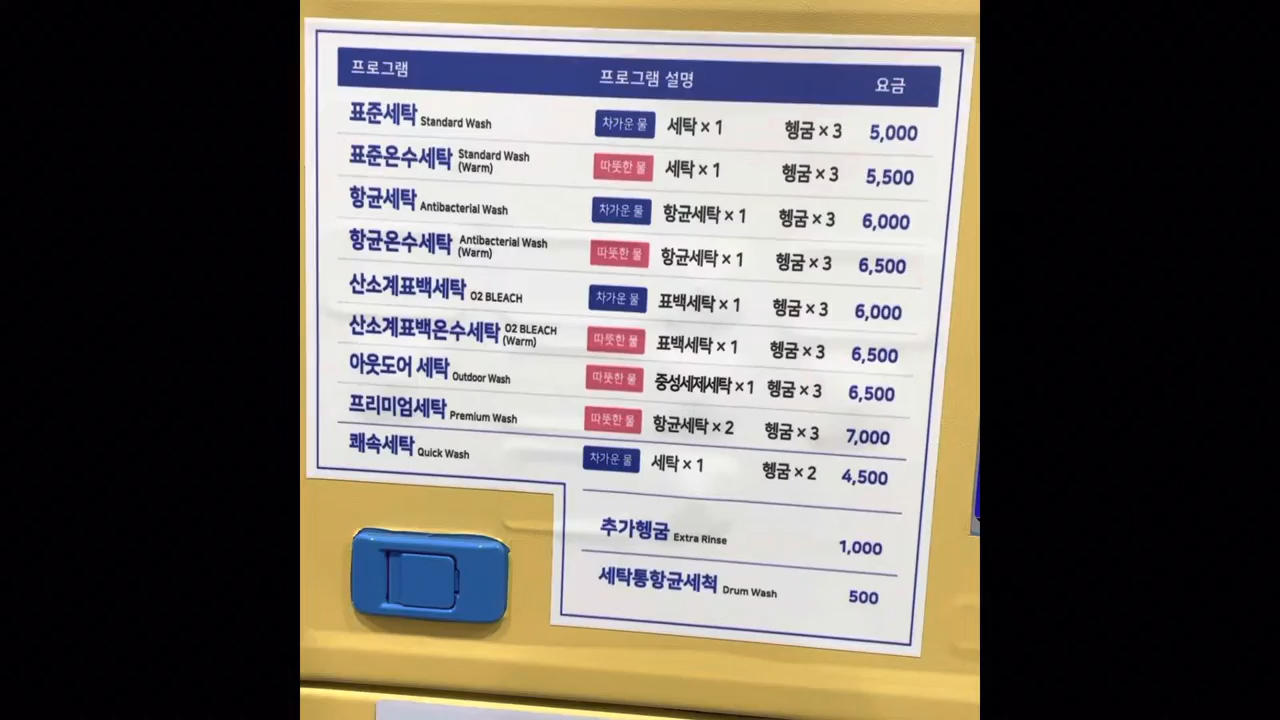 프로그램 프로그램 설명 요금
표준세탁 Standard Wash 차가운 물 세탁 × 1 헹굼 × 3 5,000
표준온수세탁 Standard Wash (Warm) 따뜻한 물 세탁 × 1 헹굼 × 3 5,500
항균세탁 Antibacterial Wash 차가운 물 항균세탁 × 1 헹굼 × 3 6,000
항균온수세탁 Antibacterial Wash (Warm) 따뜻한 물 항균세탁 × 1 헹굼 × 3 6,500
산소계표백세탁 O2 BLEACH 차가운 물 표백세탁 × 1 헹굼 × 3 6,000
산소계표백온수세탁 O2 BLEACH (Warm) 따뜻한 물 표백세탁 × 1 헹굼 × 3 6,500
아웃도어 세탁 Outdoor Wash 따뜻한 물 중성세제세탁 × 1 헹굼 × 3 6,500
프리미엄세탁 Premium Wash 따뜻한 물 항균세탁 × 2 헹굼 × 3 7,000
쾌속세탁 Quick Wash 차가운 물 세탁 × 1 헹굼 × 2 4,500
추가헹굼 Extra Rinse 1,000
세탁통항균세척 Drum Wash 500